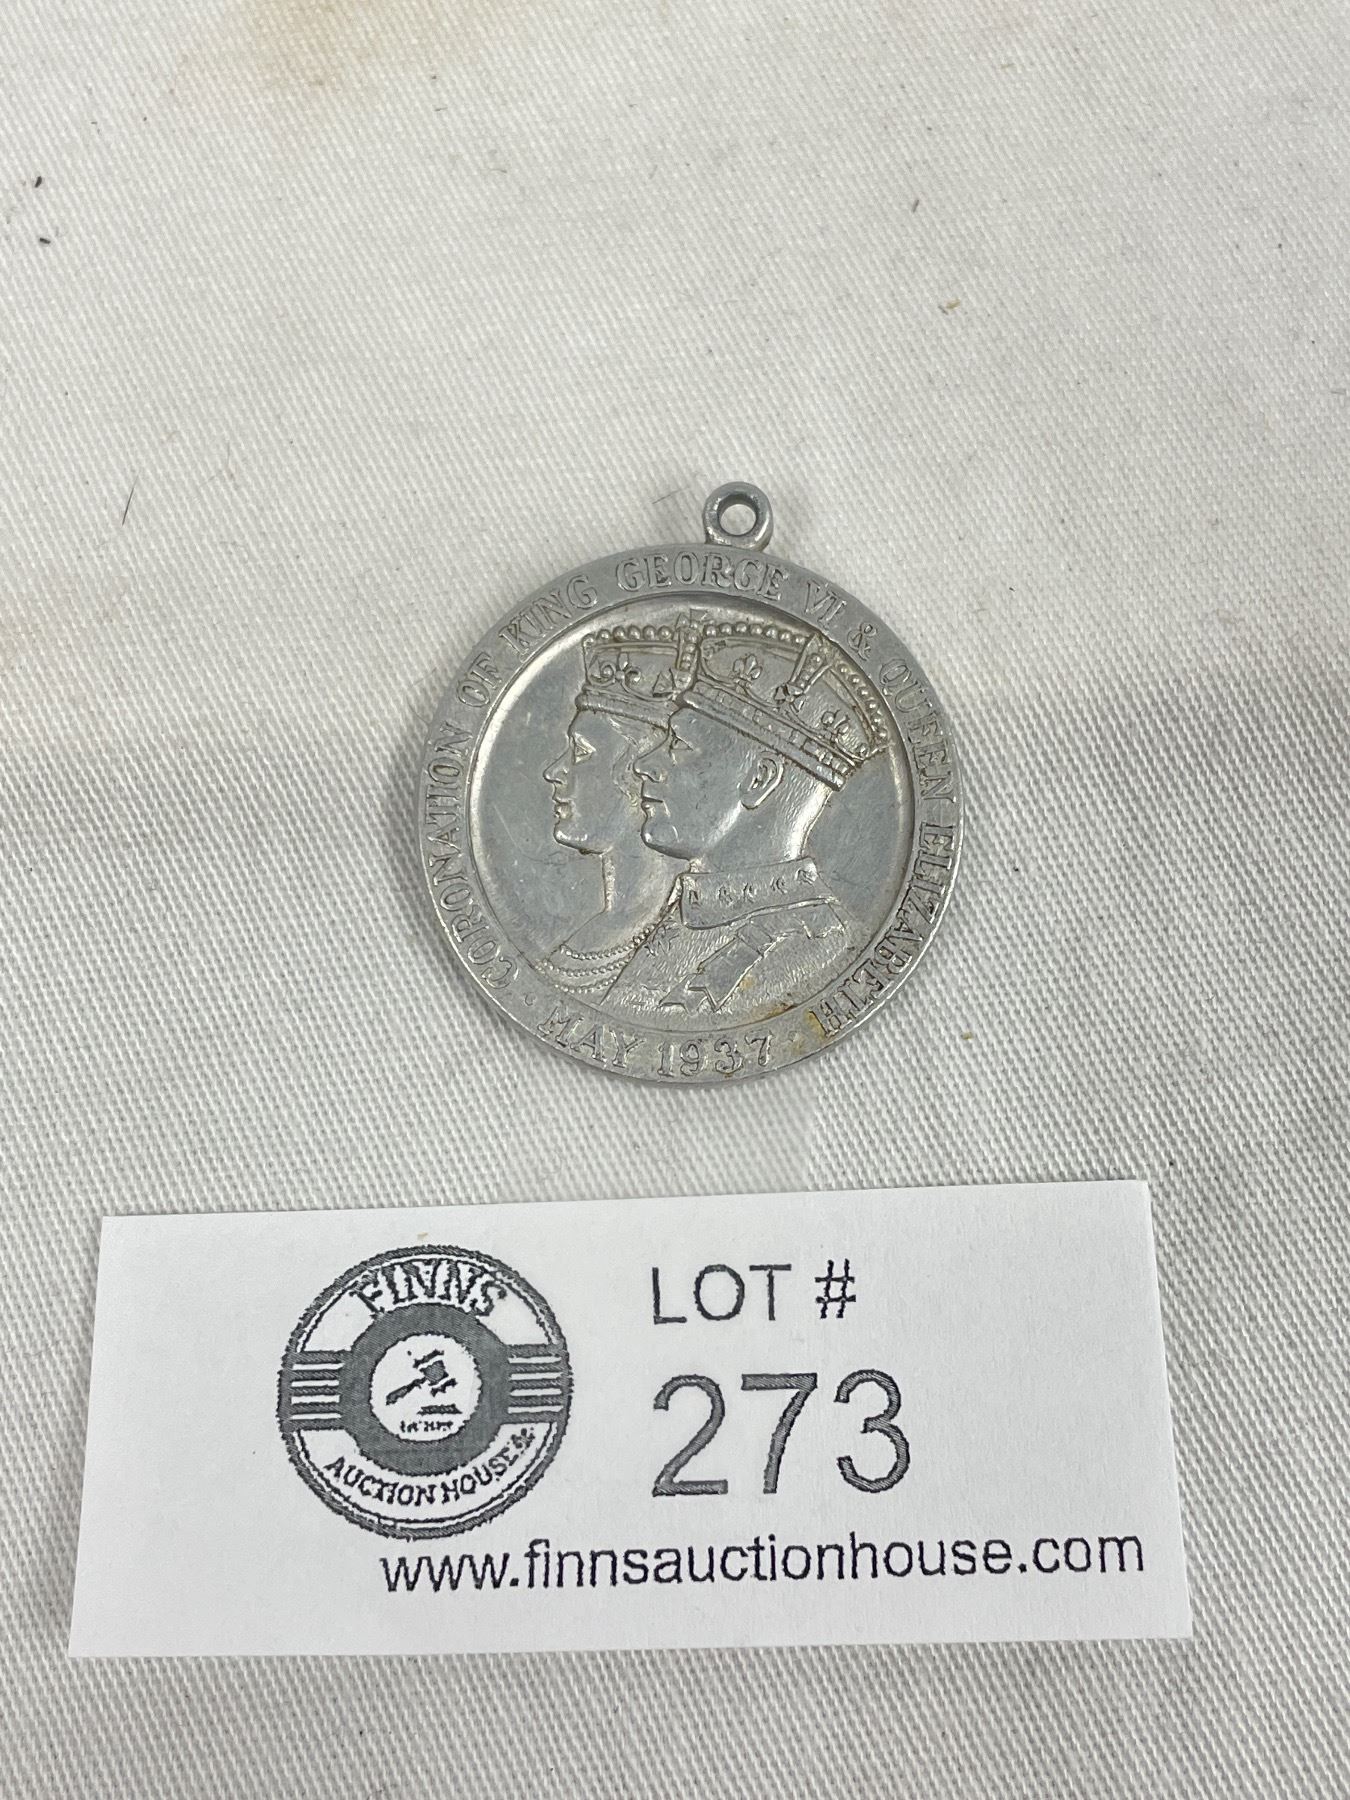 CORONATION OF KING GEORGE VI & QUEEN ELIZABETH
· MAY 1937 ·
FINNS
AUCTION HOUSE &
LOT #
273
www.finnsauctionhouse.com